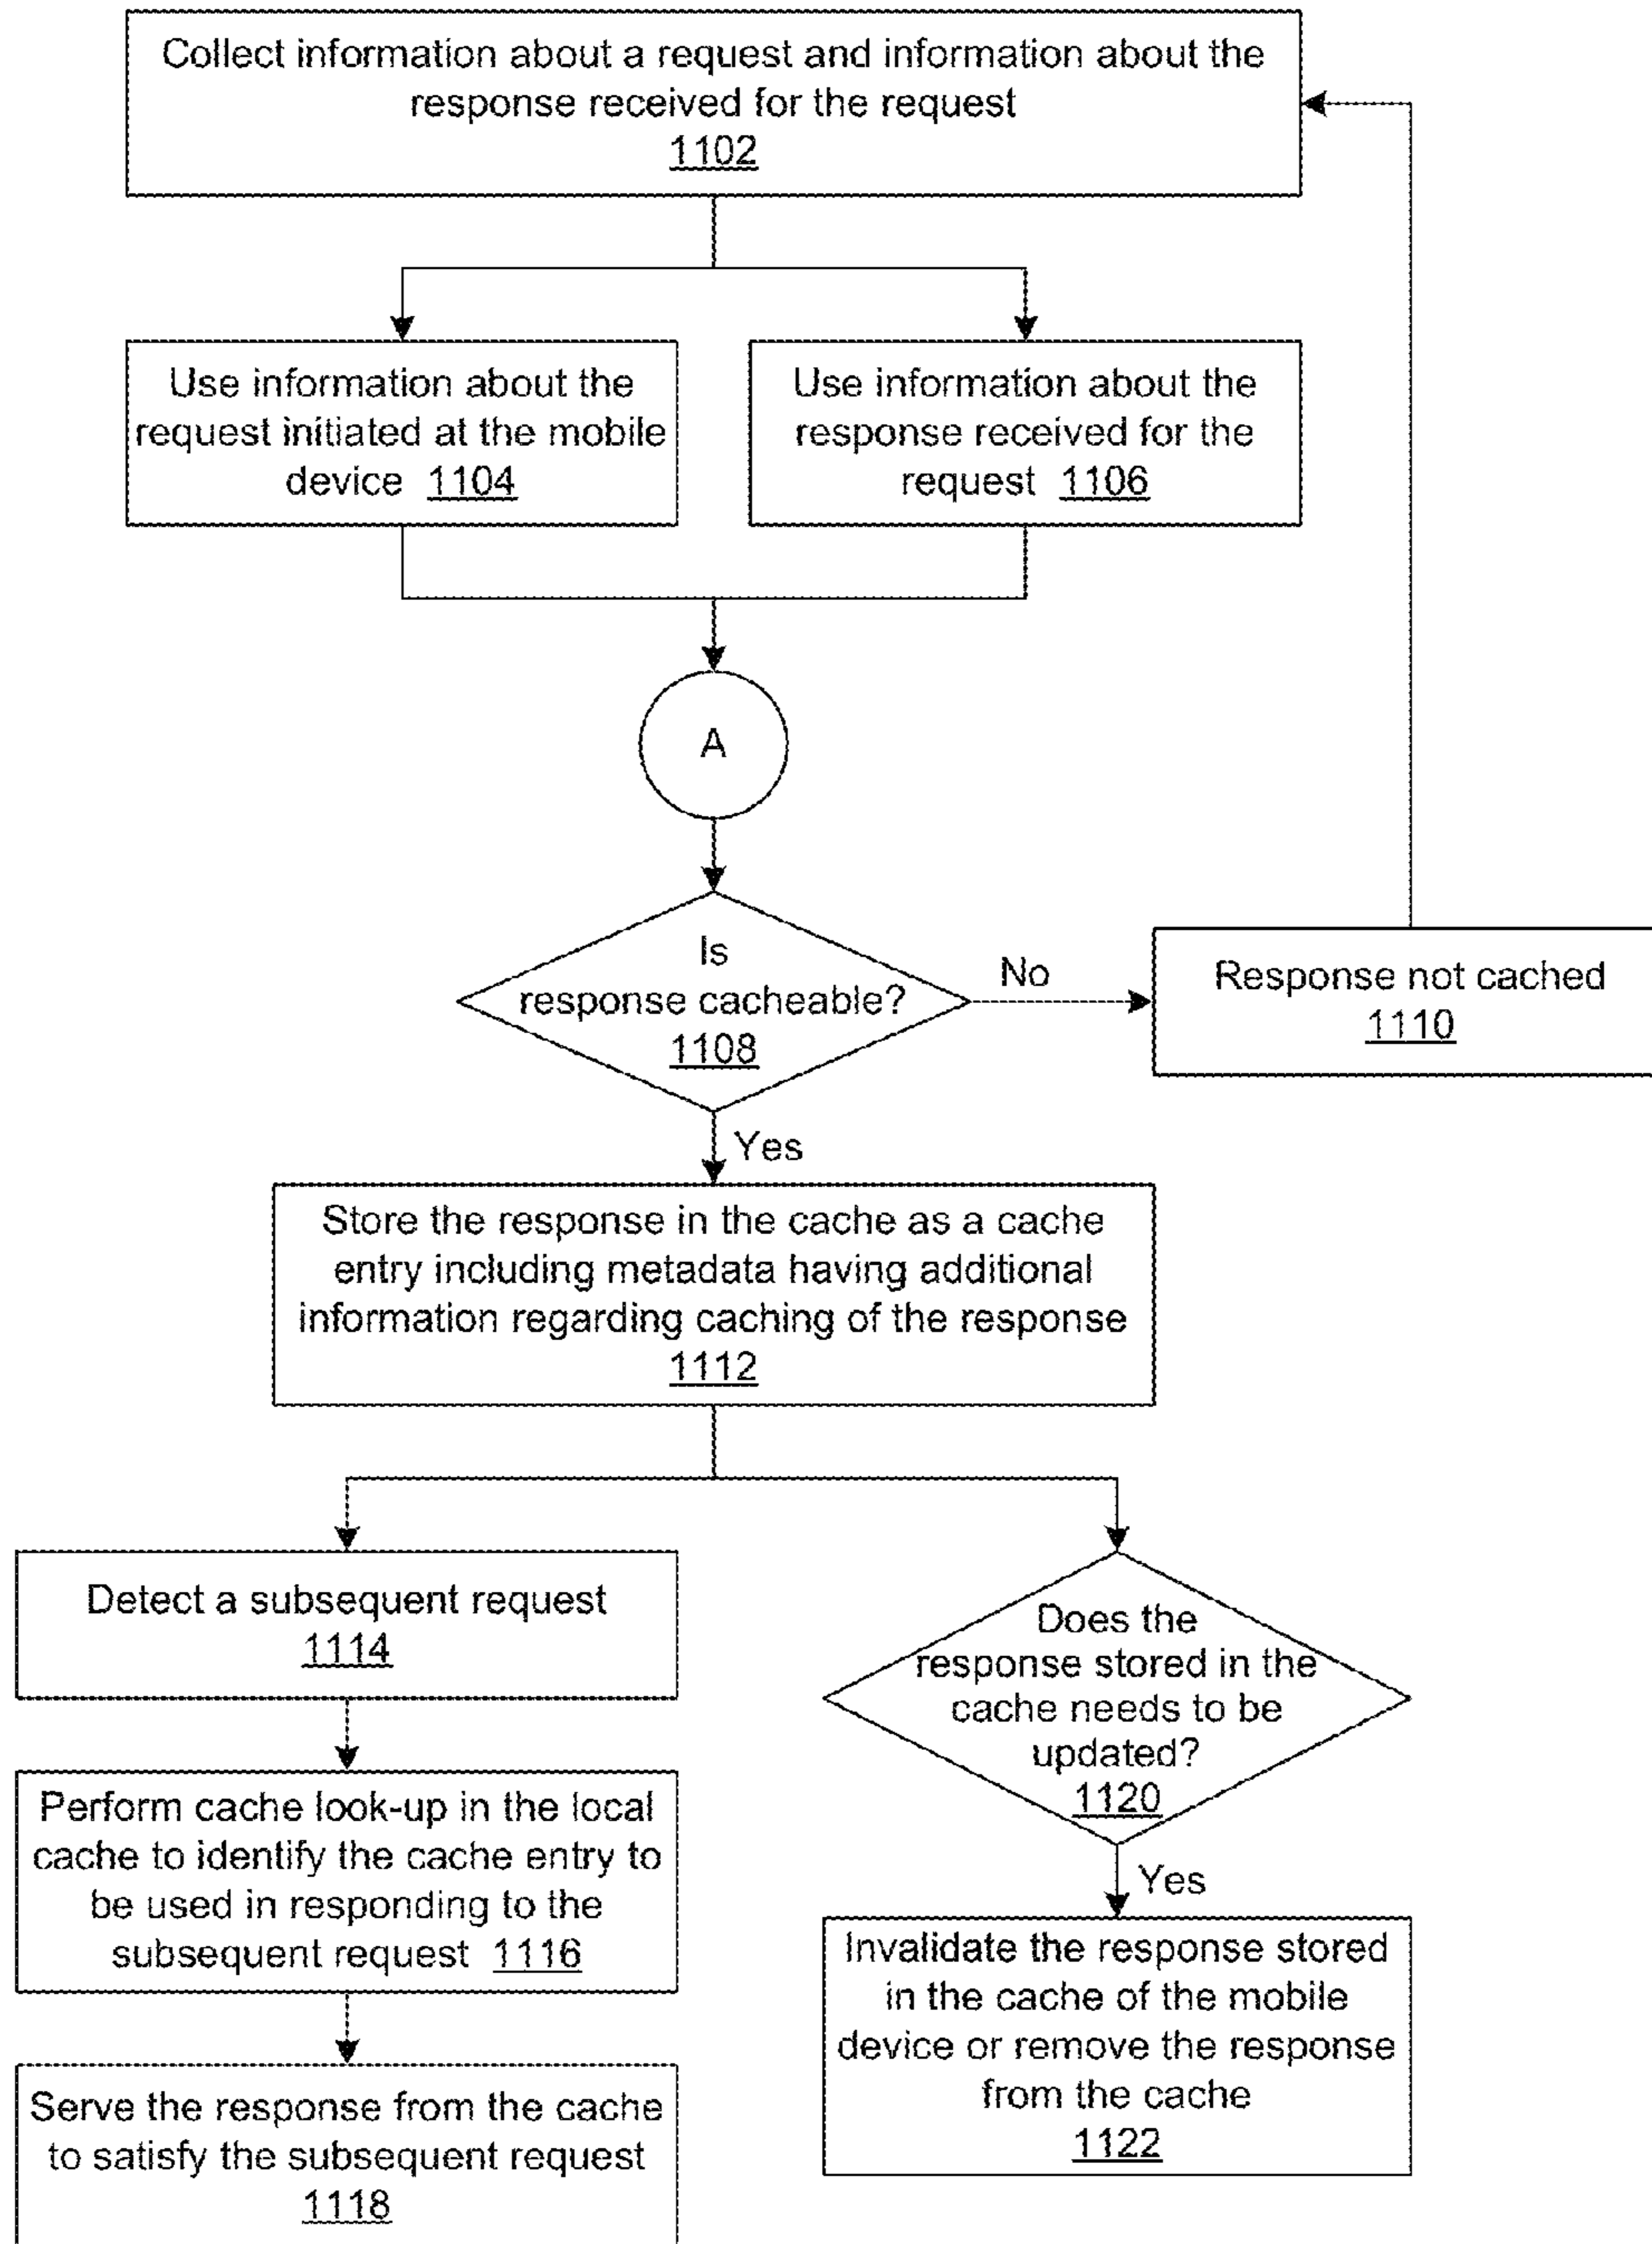 Collect information about a request and information about the
response received for the request
1102
Use information about the
request initiated at the mobile
device 1104
Use information about the
response received for the
request 1106
A
Is
response cacheable?
1108
No
Response not cached
1110
Yes
Store the response in the cache as a cache
entry including metadata having additional
information regarding caching of the response
1112
Detect a subsequent request
1114
Does the
response stored in the
cache needs to be
updated?
1120
Perform cache look-up in the local
cache to identify the cache entry to
be used in responding to the
subsequent request 1116
Yes
Invalidate the response stored
in the cache of the mobile
device or remove the response
from the cache
1122
Serve the response from the cache
to satisfy the subsequent request
1118